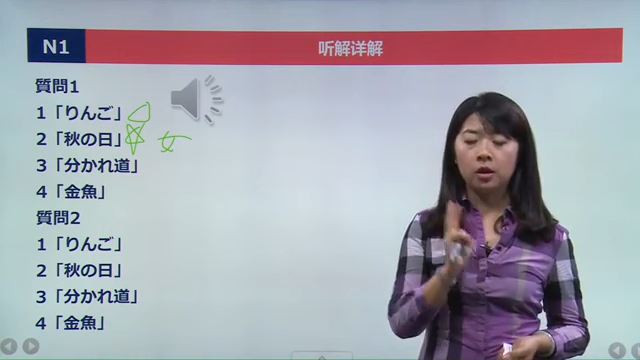 N1 听解详解
質問1
1「りんご」
2「秋の日」 女
3「分かれ道」
4「金魚」
質問2
1「りんご」
2「秋の日」
3「分かれ道」
4「金魚」